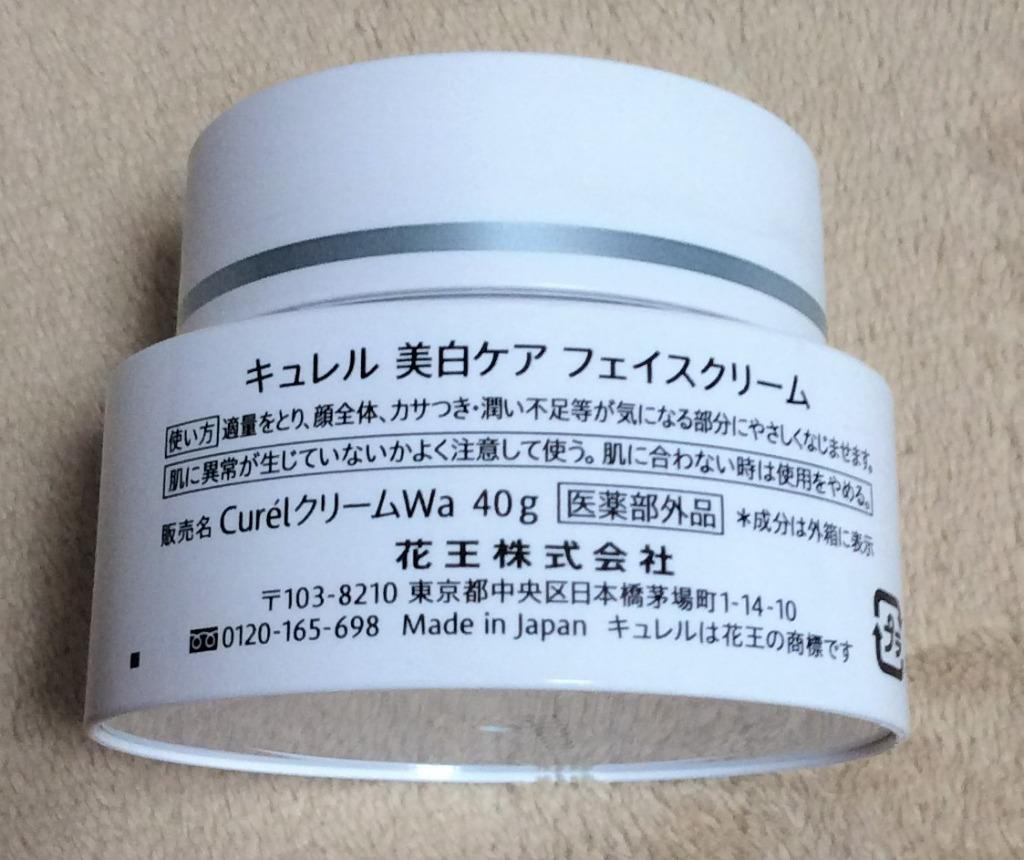 キュレル 美白ケア フェイスクリーム
使い方 適量をとり、顔全体、カサつき・潤い不足等が気になる部分にやさしくなじませます。
肌に異常が生じていないかよく注意して使う。肌に合わない時は使用をやめる。
販売名 CurélクリームWa 40g 医薬部外品 *成分は外箱に表示
花王株式会社
〒103-8210 東京都中央区日本橋茅場町1-14-10
0120-165-698 Made in Japan キュレルは花王の商標です
プラ